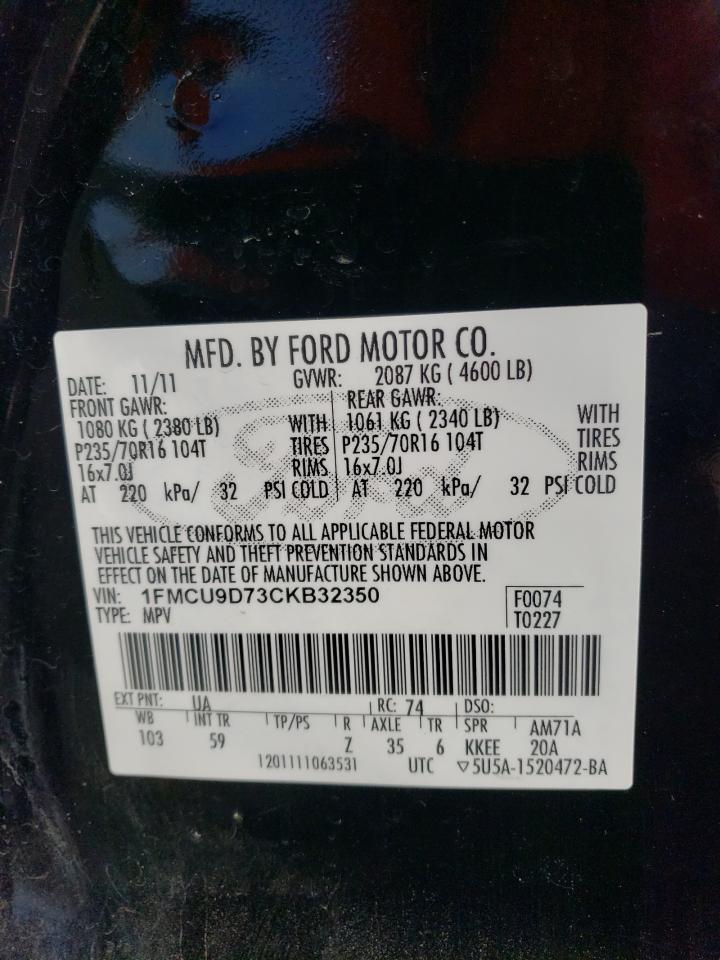 MFD. BY FORD MOTOR CO.
DATE: 11/11 GVWR: 2087 KG ( 4600 LB)
FRONT GAWR: REAR GAWR:
1080 KG ( 2380 LB) WITH 1061 KG ( 2340 LB) WITH
P235/70R16 104T TIRES P235/70R16 104T TIRES
16x7.0J RIMS 16x7.0J RIMS
AT 220 kPa/ 32 PSI COLD AT 220 kPa/ 32 PSI COLD
Ford
THIS VEHICLE CONFORMS TO ALL APPLICABLE FEDERAL MOTOR
VEHICLE SAFETY AND THEFT PREVENTION STANDARDS IN
EFFECT ON THE DATE OF MANUFACTURE SHOWN ABOVE.
VIN: 1FMCU9D73CKB32350 F0074
TYPE: MPV T0227
EXT PNT: UA RC: 74 DSO:
WB INT TR TP/PS R AXLE TR SPR AM71A
103 59 Z 35 6 KKEE 20A
1201111063531 UTC ▽5U5A-1520472-BA